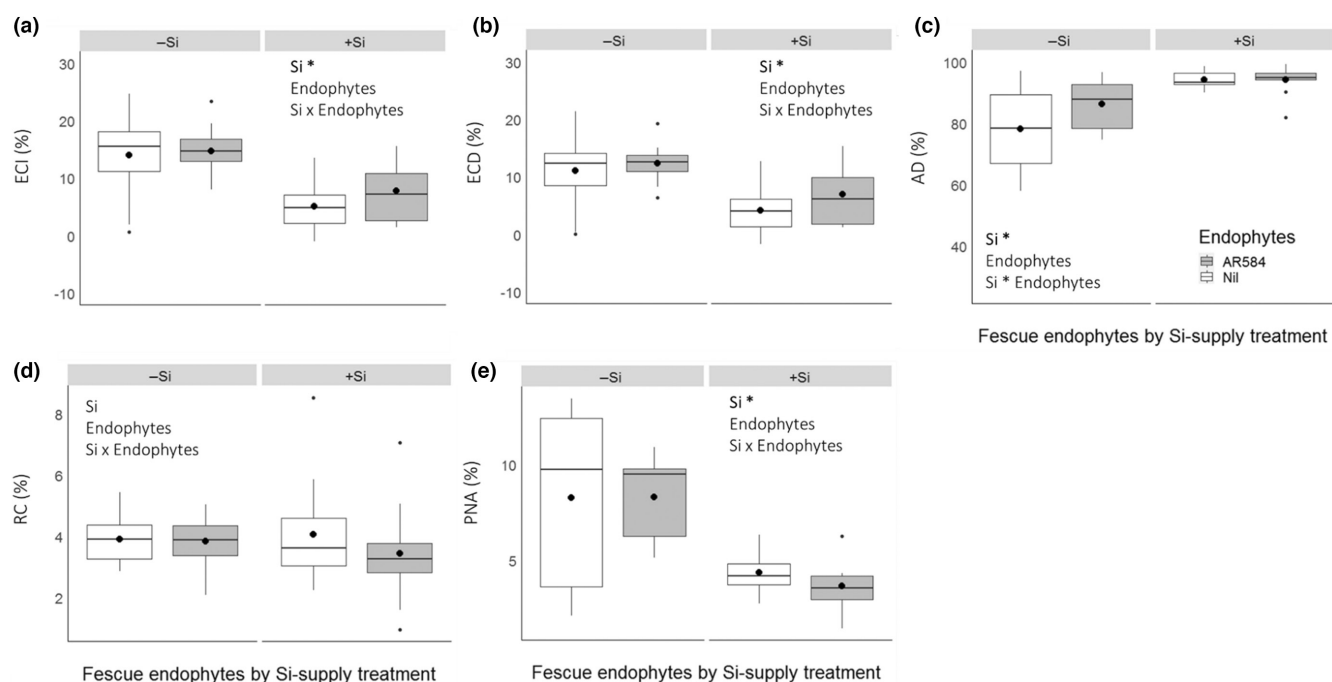 (a)
–Si
+Si
ECI (%)
30
20
10
0
-10
Si *
Endophytes
Si x Endophytes
(b)
–Si
+Si
ECD (%)
30
20
10
0
-10
Si *
Endophytes
Si x Endophytes
(c)
–Si
+Si
AD (%)
100
80
60
40
Si *
Endophytes
Si * Endophytes
Endophytes
AR584
Nil
Fescue endophytes by Si-supply treatment
(d)
–Si
+Si
RC (%)
8
6
4
2
Si
Endophytes
Si x Endophytes
Fescue endophytes by Si-supply treatment
(e)
–Si
+Si
PNA (%)
10
5
Si *
Endophytes
Si x Endophytes
Fescue endophytes by Si-supply treatment